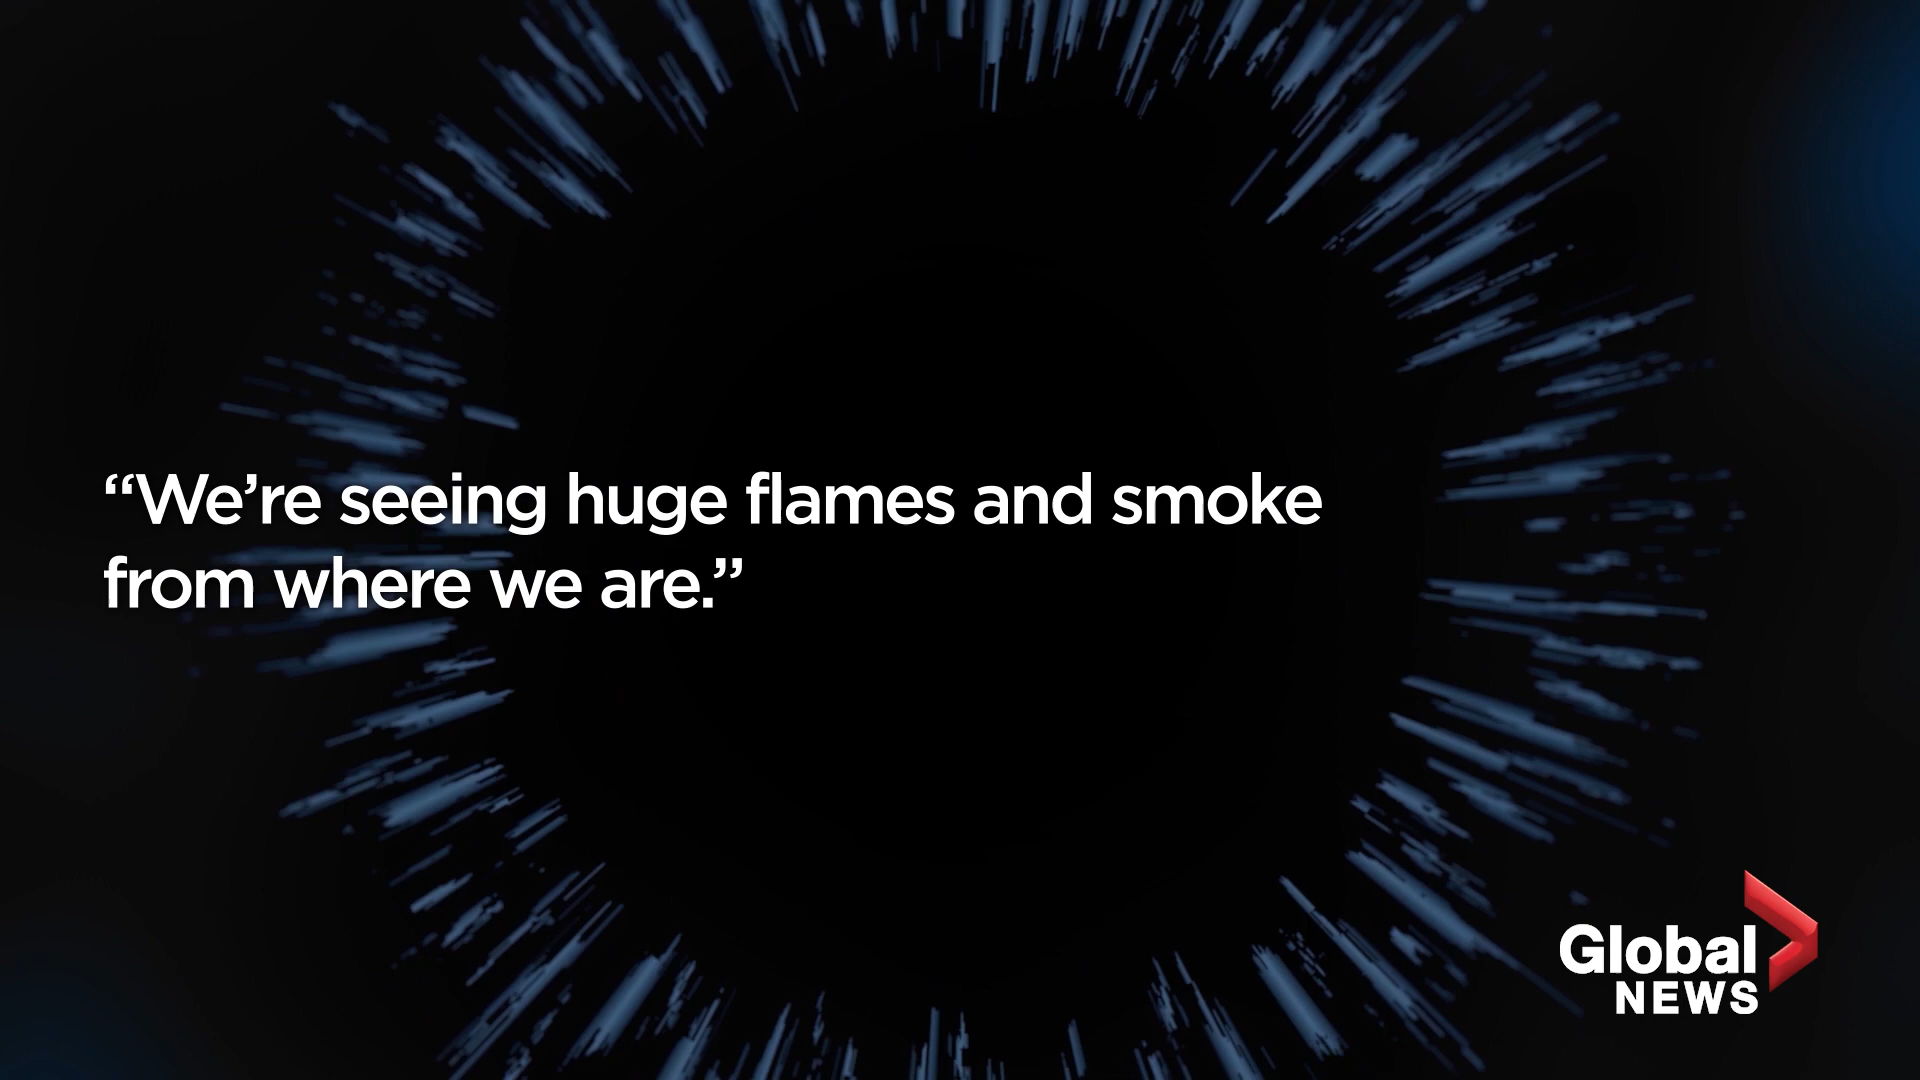 “We’re seeing huge flames and smoke
from where we are.”
Global
NEWS